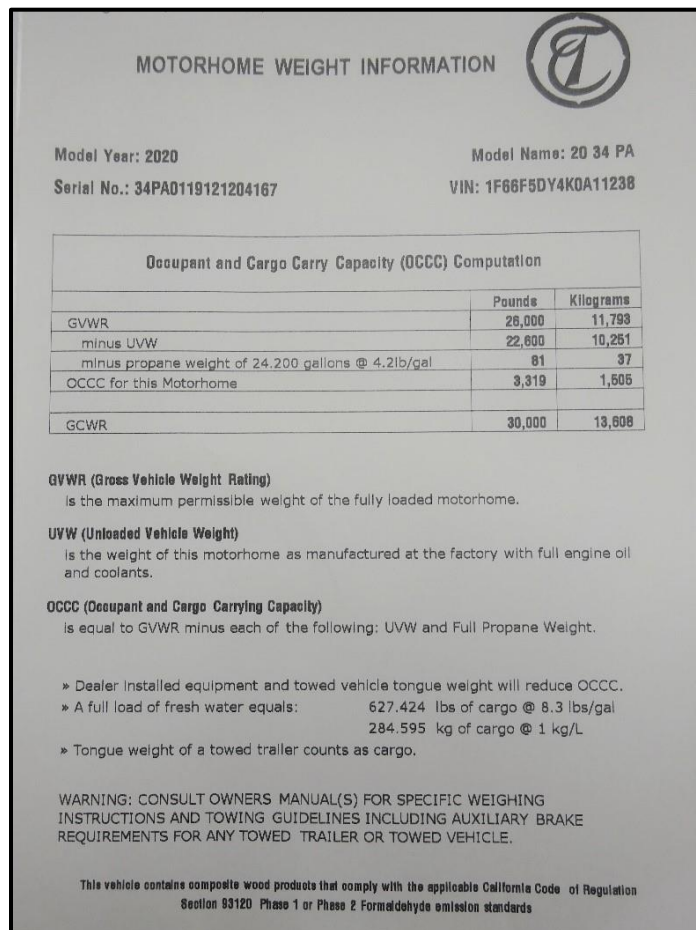 MOTORHOME WEIGHT INFORMATION
Model Year: 2020
Model Name: 20 34 PA
Serial No.: 34PA0119121204167
VIN: 1F66F5DY4K0A11238
Occupant and Cargo Carry Capacity (OCCC) Computation
Pounds Kilograms
GVWR 26,000 11,793
minus UVW 22,600 10,251
minus propane weight of 24.200 gallons @ 4.2lb/gal 81 37
OCCC for this Motorhome 3,319 1,505
GCWR 30,000 13,608
GVWR (Gross Vehicle Weight Rating)
is the maximum permissible weight of the fully loaded motorhome.
UVW (Unloaded Vehicle Weight)
is the weight of this motorhome as manufactured at the factory with full engine oil
and coolants.
OCCC (Occupant and Cargo Carrying Capacity)
is equal to GVWR minus each of the following: UVW and Full Propane Weight.
» Dealer installed equipment and towed vehicle tongue weight will reduce OCCC.
» A full load of fresh water equals: 627.424 lbs of cargo @ 8.3 lbs/gal
284.595 kg of cargo @ 1 kg/L
» Tongue weight of a towed trailer counts as cargo.
WARNING: CONSULT OWNERS MANUAL(S) FOR SPECIFIC WEIGHING
INSTRUCTIONS AND TOWING GUIDELINES INCLUDING AUXILIARY BRAKE
REQUIREMENTS FOR ANY TOWED TRAILER OR TOWED VEHICLE.
This vehicle contains composite wood products that comply with the applicable California Code of Regulation
Section 93120 Phase 1 or Phase 2 Formaldehyde emission standards